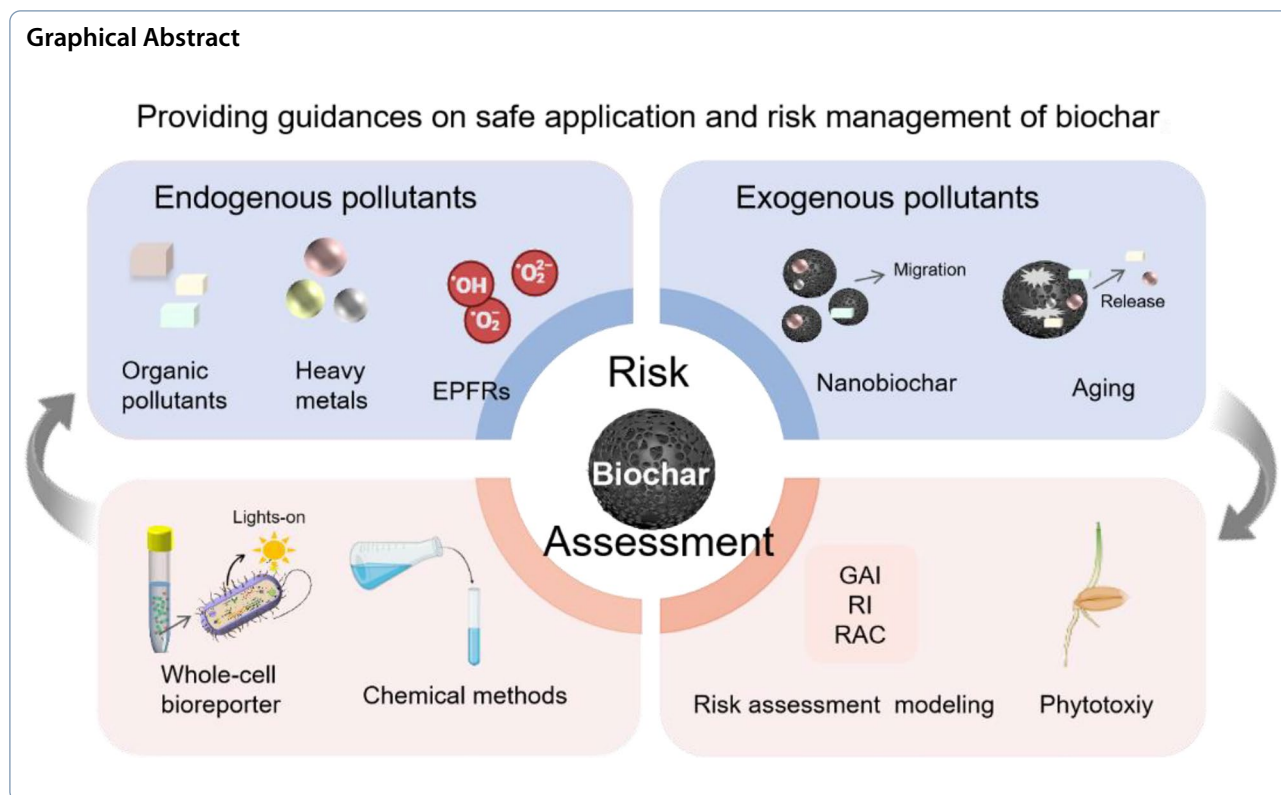 Graphical Abstract
Providing guidances on safe application and risk management of biochar
Endogenous pollutants
•OH
•O₂²⁻
•O₂⁻
Organic
pollutants
Heavy
metals
EPFRs
Exogenous pollutants
Migration
Release
Nanobiochar
Aging
Risk
Biochar
Assessment
Lights-on
Whole-cell
bioreporter
Chemical methods
GAI
RI
RAC
Risk assessment modeling
Phytotoxiy